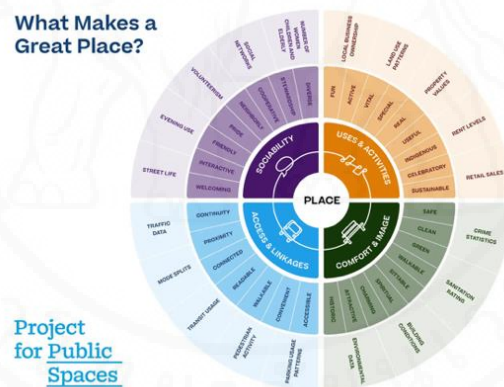 What Makes a
Great Place?
PLACE
SOCIABILITY
DIVERSE
STEWARDSHIP
COOPERATIVE
NEIGHBORLY
PRIDE
FRIENDLY
INTERACTIVE
WELCOMING
NUMBER OF
WOMEN
CHILDREN AND
ELDERLY
SOCIAL
NETWORKS
VOLUNTEERISM
EVENING USE
STREET LIFE
USES & ACTIVITIES
FUN
ACTIVE
VITAL
SPECIAL
REAL
USEFUL
INDIGENOUS
CELEBRATORY
SUSTAINABLE
LOCAL BUSINESS
OWNERSHIP
LAND USE
PATTERNS
PROPERTY
VALUES
RENT LEVELS
RETAIL SALES
COMFORT & IMAGE
SAFE
CLEAN
GREEN
WALKABLE
SITTABLE
SPIRITUAL
CHARMING
ATTRACTIVE
HISTORIC
CRIME
STATISTICS
SANITATION
RATING
BUILDING
CONDITIONS
ENVIRONMENTAL
DATA
ACCESS & LINKAGES
CONTINUITY
PROXIMITY
CONNECTED
READABLE
WALKABLE
CONVENIENT
ACCESSIBLE
TRAFFIC
DATA
MODE SPLITS
TRANSIT USAGE
PEDESTRIAN
ACTIVITY
PARKING USAGE
PATTERNS
Project
for Public
Spaces